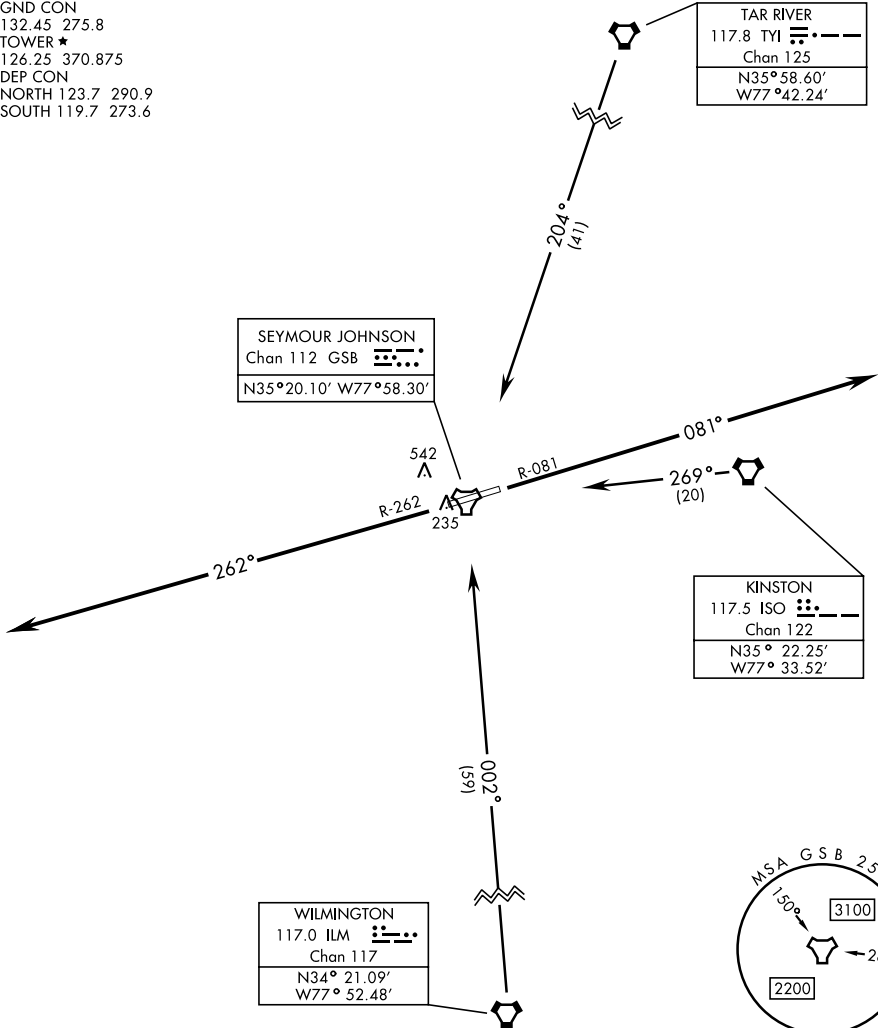 GND CON
132.45 275.8
TOWER ★
126.25 370.875
DEP CON
NORTH 123.7 290.9
SOUTH 119.7 273.6
TAR RIVER
117.8 TYI
Chan 125
N35°58.60'
W77°42.24'
204°
(41)
SEYMOUR JOHNSON
Chan 112 GSB
N35°20.10' W77°58.30'
542
235
R-081
081°
269°
(20)
R-262
262°
KINSTON
117.5 ISO
Chan 122
N35° 22.25'
W77° 33.52'
002°
(59)
WILMINGTON
117.0 ILM
Chan 117
N34° 21.09'
W77° 52.48'
MSA GSB 25
150°
3100
2200